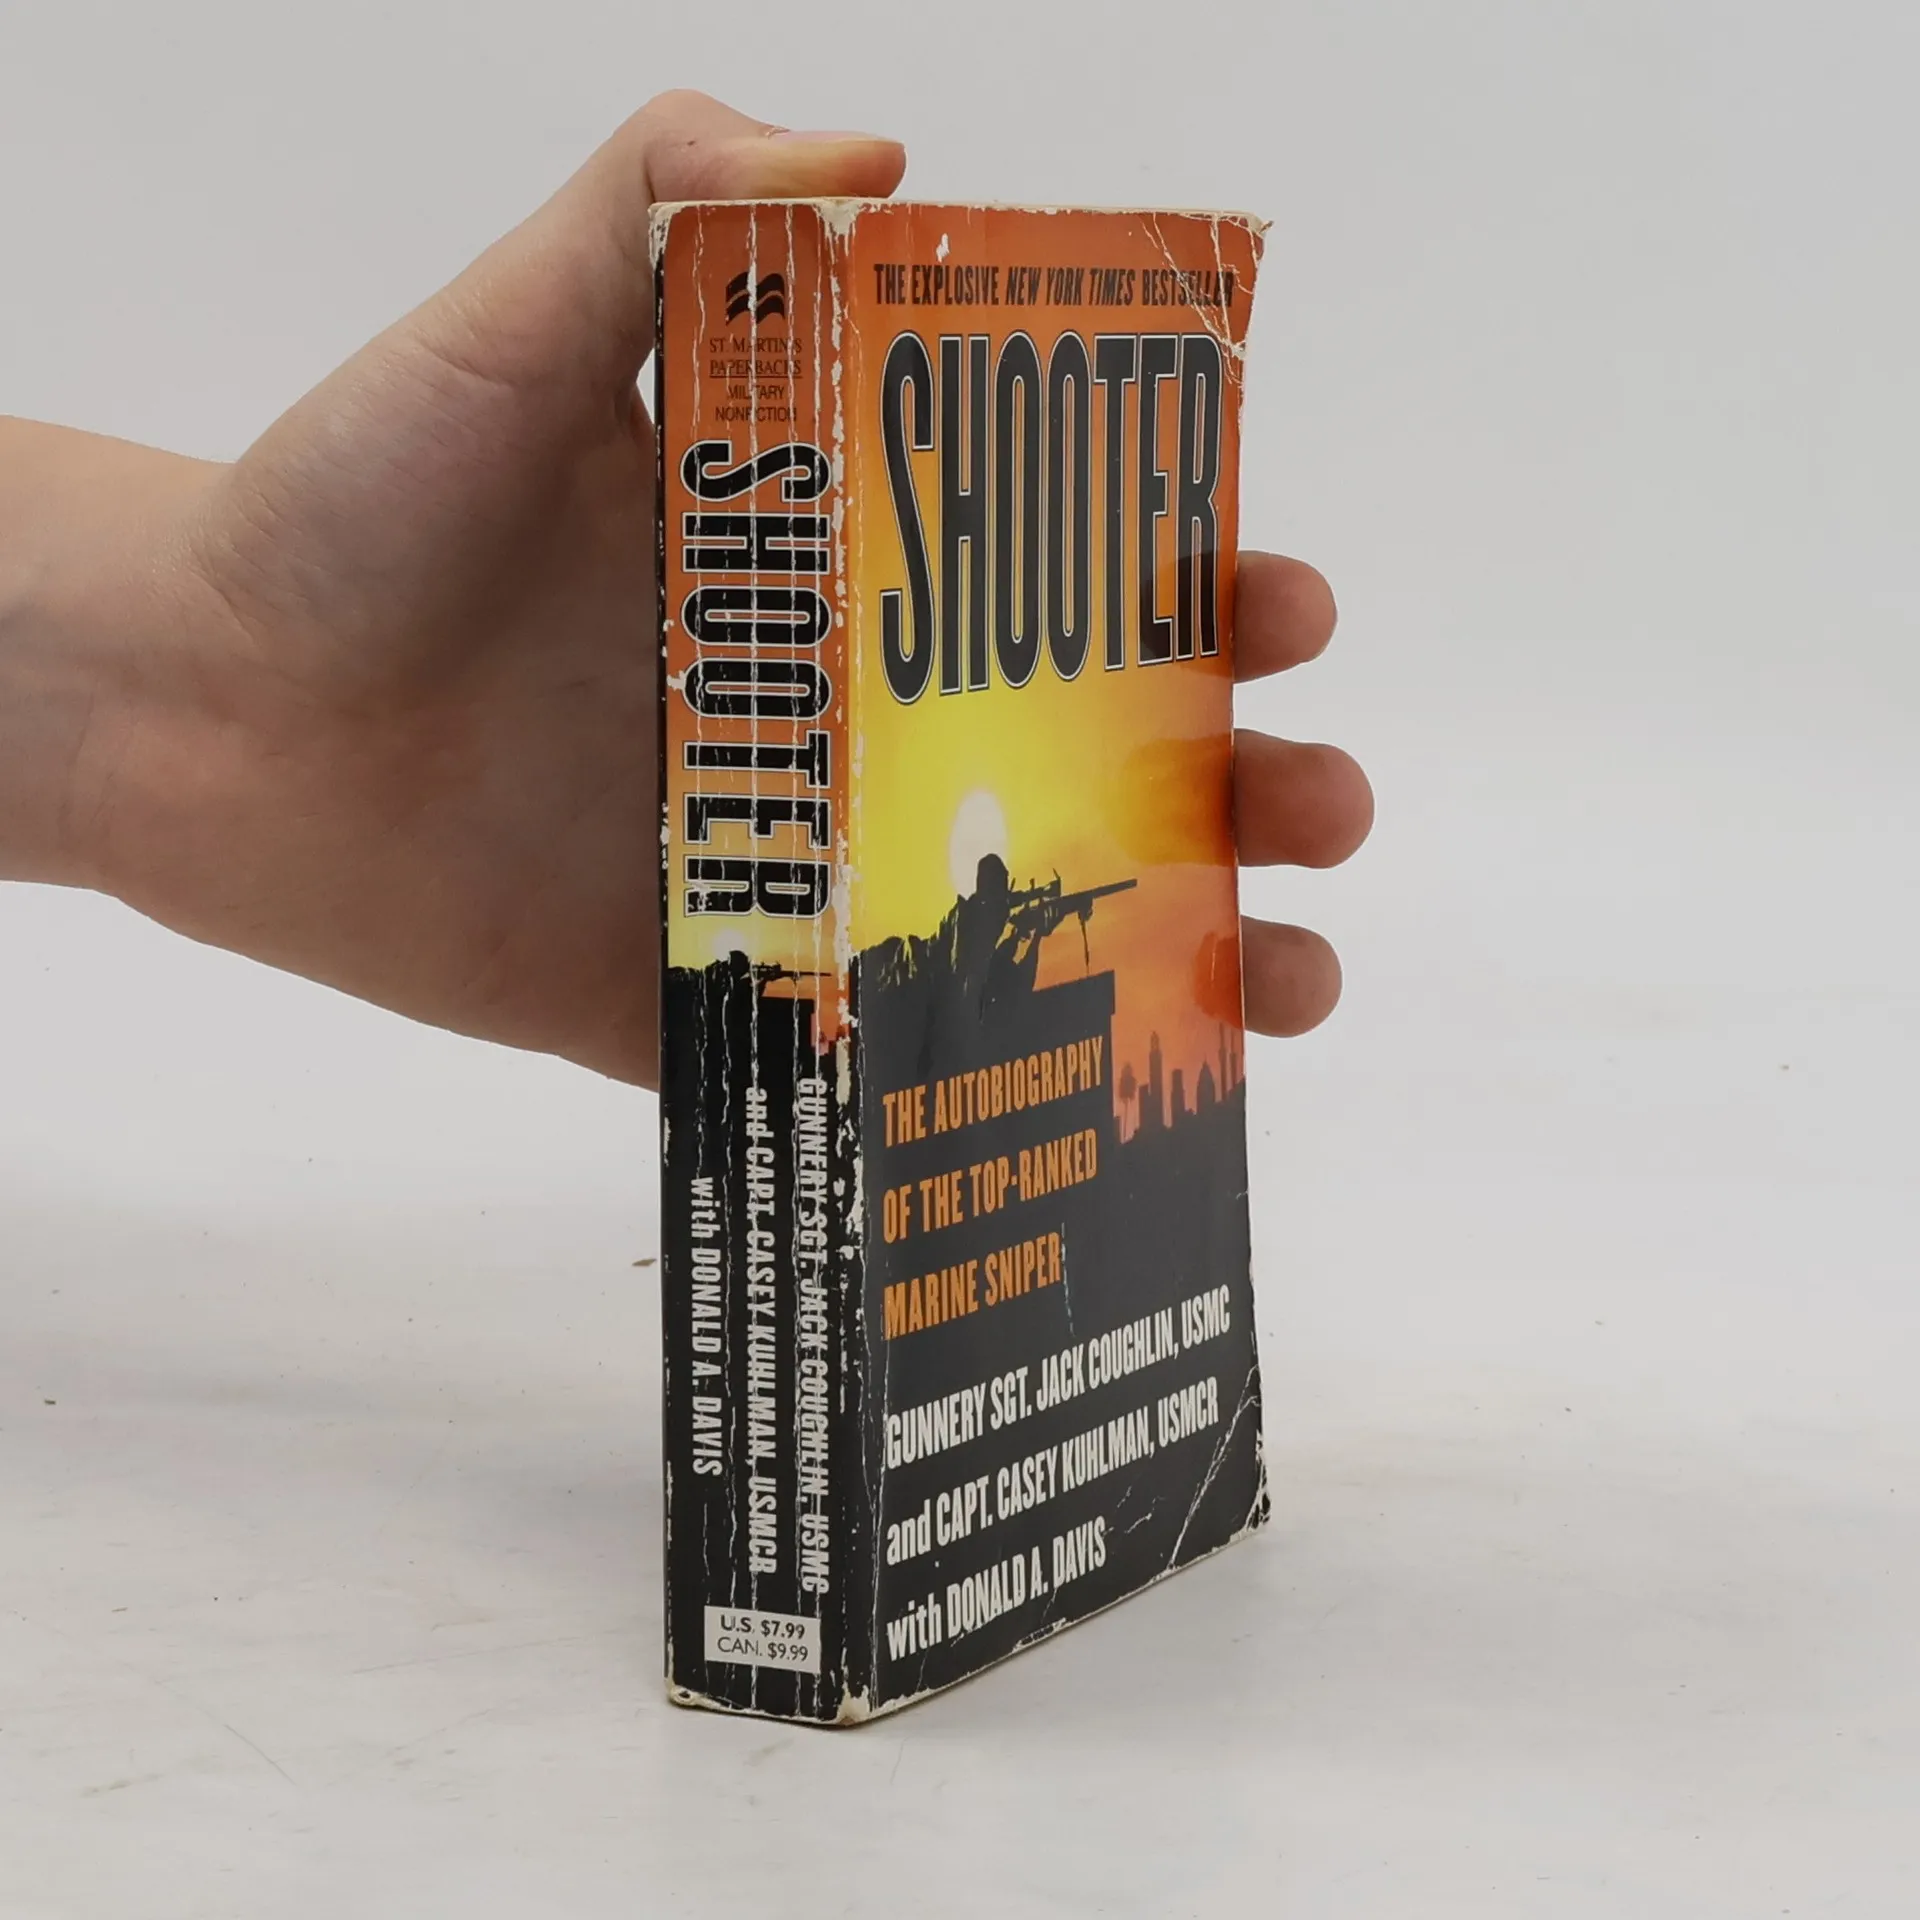 ST. MARTIN'S
PAPERBACKS
MILITARY
NONFICTION
SHOOTER
GUNNERY SGT. JACK COUGHLIN, USMC
and CAPT. CASEY KUHLMAN, USMCR
with DONALD A. DAVIS
U.S. $7.99
CAN. $9.99
THE EXPLOSIVE NEW YORK TIMES BESTSELLER
SHOOTER
THE AUTOBIOGRAPHY
OF THE TOP-RANKED
MARINE SNIPER
GUNNERY SGT. JACK COUGHLIN, USMC
and CAPT. CASEY KUHLMAN, USMCR
with DONALD A. DAVIS